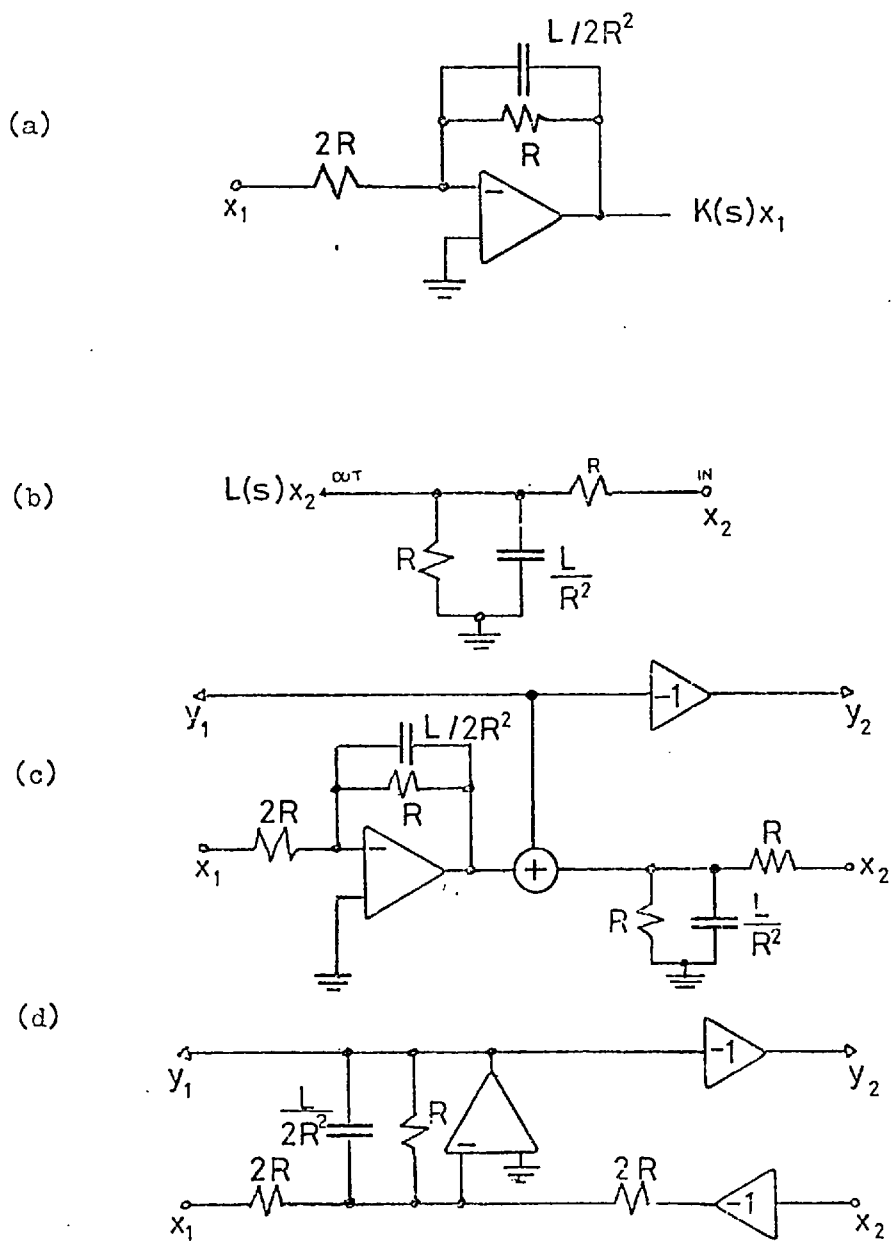 (a)
L/2R²
R
2R
x₁
K(s)x₁
(b)
L(s)x₂ OUT
R
IN
x₂
R
L/R²
(c)
y₁
-1
y₂
L/2R²
R
2R
x₁
+
R
x₂
R
L/R²
(d)
y₁
-1
y₂
L/2R²
R
2R
x₁
2R
-1
x₂